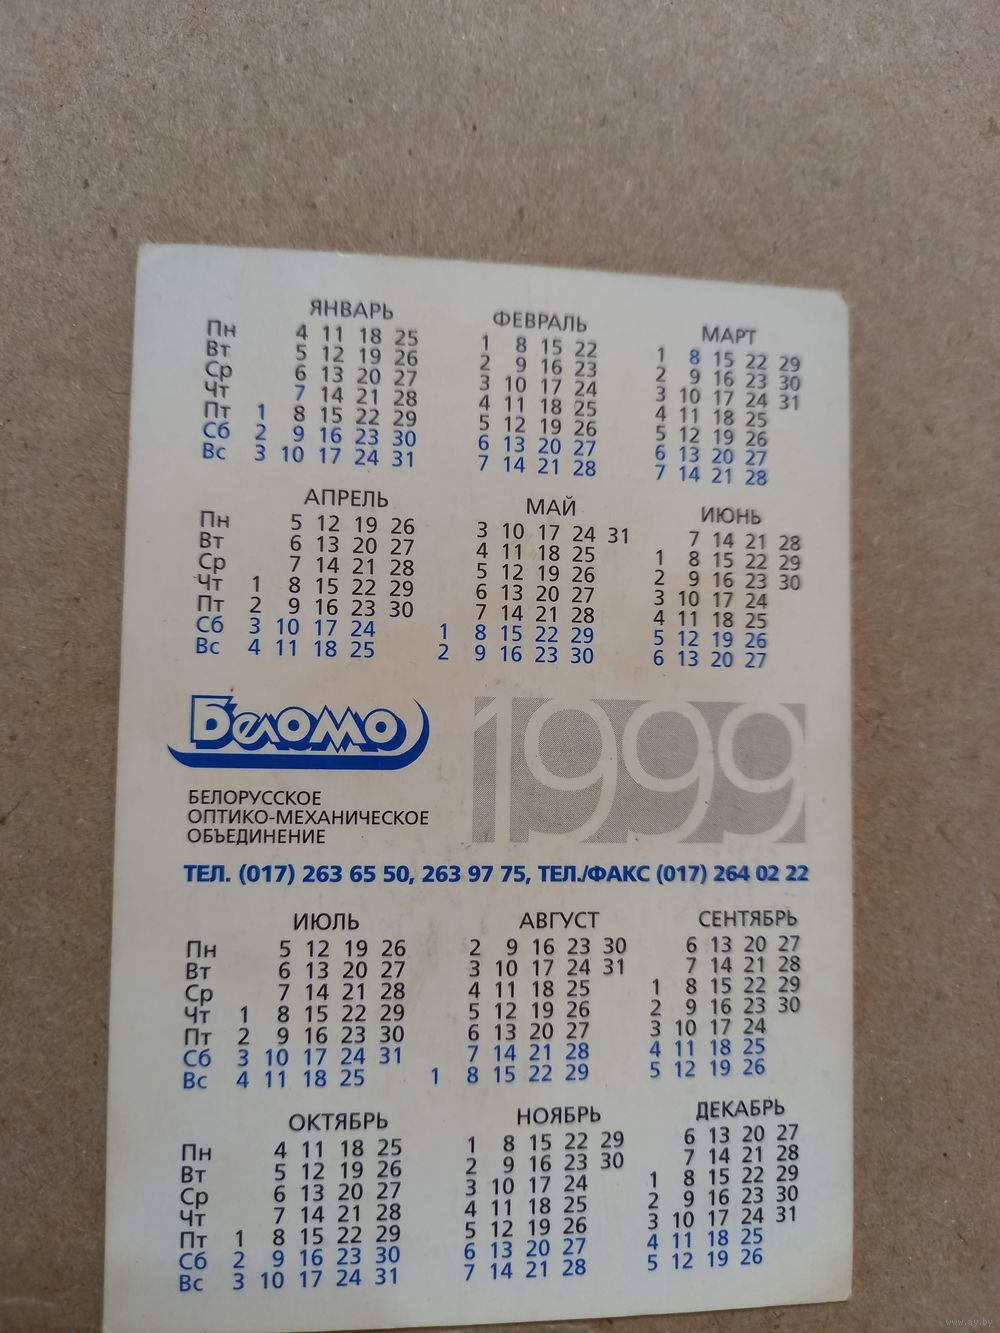 ЯНВАРЬ ФЕВРАЛЬ МАРТ
Пн 4 11 18 25 1 8 15 22 1 8 15 22 29
Вт 5 12 19 26 2 9 16 23 2 9 16 23 30
Ср 6 13 20 27 3 10 17 24 3 10 17 24 31
Чт 7 14 21 28 4 11 18 25 4 11 18 25
Пт 1 8 15 22 29 5 12 19 26 5 12 19 26
Сб 2 9 16 23 30 6 13 20 27 6 13 20 27
Вс 3 10 17 24 31 7 14 21 28 7 14 21 28
АПРЕЛЬ МАЙ ИЮНЬ
Пн 5 12 19 26 3 10 17 24 31 7 14 21 28
Вт 6 13 20 27 4 11 18 25 1 8 15 22 29
Ср 7 14 21 28 5 12 19 26 2 9 16 23 30
Чт 1 8 15 22 29 6 13 20 27 3 10 17 24
Пт 2 9 16 23 30 7 14 21 28 4 11 18 25
Сб 3 10 17 24 1 8 15 22 29 5 12 19 26
Вс 4 11 18 25 2 9 16 23 30 6 13 20 27
БелОМО 1999
БЕЛОРУССКОЕ
ОПТИКО-МЕХАНИЧЕСКОЕ
ОБЪЕДИНЕНИЕ
ТЕЛ. (017) 263 65 50, 263 97 75, ТЕЛ./ФАКС (017) 264 02 22
ИЮЛЬ АВГУСТ СЕНТЯБРЬ
Пн 5 12 19 26 2 9 16 23 30 6 13 20 27
Вт 6 13 20 27 3 10 17 24 31 7 14 21 28
Ср 7 14 21 28 4 11 18 25 1 8 15 22 29
Чт 1 8 15 22 29 5 12 19 26 2 9 16 23 30
Пт 2 9 16 23 30 6 13 20 27 3 10 17 24
Сб 3 10 17 24 31 7 14 21 28 4 11 18 25
Вс 4 11 18 25 1 8 15 22 29 5 12 19 26
ОКТЯБРЬ НОЯБРЬ ДЕКАБРЬ
Пн 4 11 18 25 1 8 15 22 29 6 13 20 27
Вт 5 12 19 26 2 9 16 23 30 7 14 21 28
Ср 6 13 20 27 3 10 17 24 1 8 15 22 29
Чт 7 14 21 28 4 11 18 25 2 9 16 23 30
Пт 1 8 15 22 29 5 12 19 26 3 10 17 24 31
Сб 2 9 16 23 30 6 13 20 27 4 11 18 25
Вс 3 10 17 24 31 7 14 21 28 5 12 19 26
www.ay.by